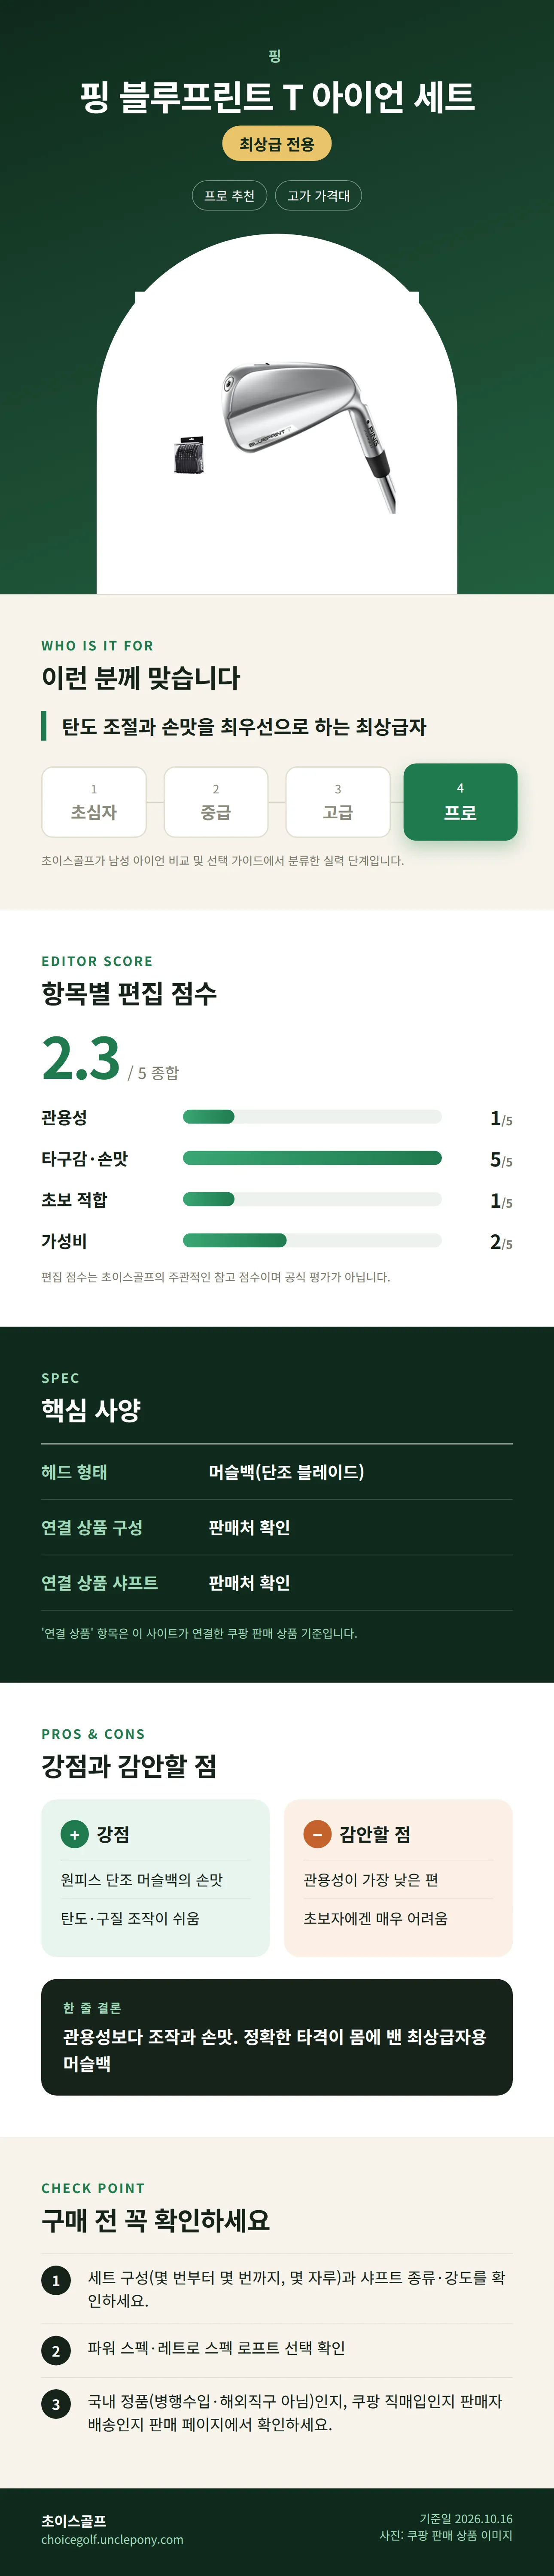 핑
핑 블루프린트 T 아이언 세트
최상급 전용
프로 추천
고가 가격대
BLUEPRINT T
PING
WHO IS IT FOR
이런 분께 맞습니다
탄도 조절과 손맛을 최우선으로 하는 최상급자
1
초심자
2
중급
3
고급
4
프로
초이스골프가 남성 아이언 비교 및 선택 가이드에서 분류한 실력 단계입니다.
EDITOR SCORE
항목별 편집 점수
2.3 / 5 종합
관용성 1/5
타구감·손맛 5/5
초보 적합 1/5
가성비 2/5
편집 점수는 초이스골프의 주관적인 참고 점수이며 공식 평가가 아닙니다.
SPEC
핵심 사양
헤드 형태 머슬백(단조 블레이드)
연결 상품 구성 판매처 확인
연결 상품 샤프트 판매처 확인
'연결 상품' 항목은 이 사이트가 연결한 쿠팡 판매 상품 기준입니다.
PROS & CONS
강점과 감안할 점
+ 강점
원피스 단조 머슬백의 손맛
탄도·구질 조작이 쉬움
− 감안할 점
관용성이 가장 낮은 편
초보자에겐 매우 어려움
한 줄 결론
관용성보다 조작과 손맛. 정확한 타격이 몸에 밴 최상급자용
머슬백
CHECK POINT
구매 전 꼭 확인하세요
1 세트 구성(몇 번부터 몇 번까지, 몇 자루)과 샤프트 종류·강도를 확
인하세요.
2 파워 스펙·레트로 스펙 로프트 선택 확인
3 국내 정품(병행수입·해외직구 아님)인지, 쿠팡 직매입인지 판매자
배송인지 판매 페이지에서 확인하세요.
초이스골프
choicegolf.unclepony.com
기준일 2026.10.16
사진: 쿠팡 판매 상품 이미지